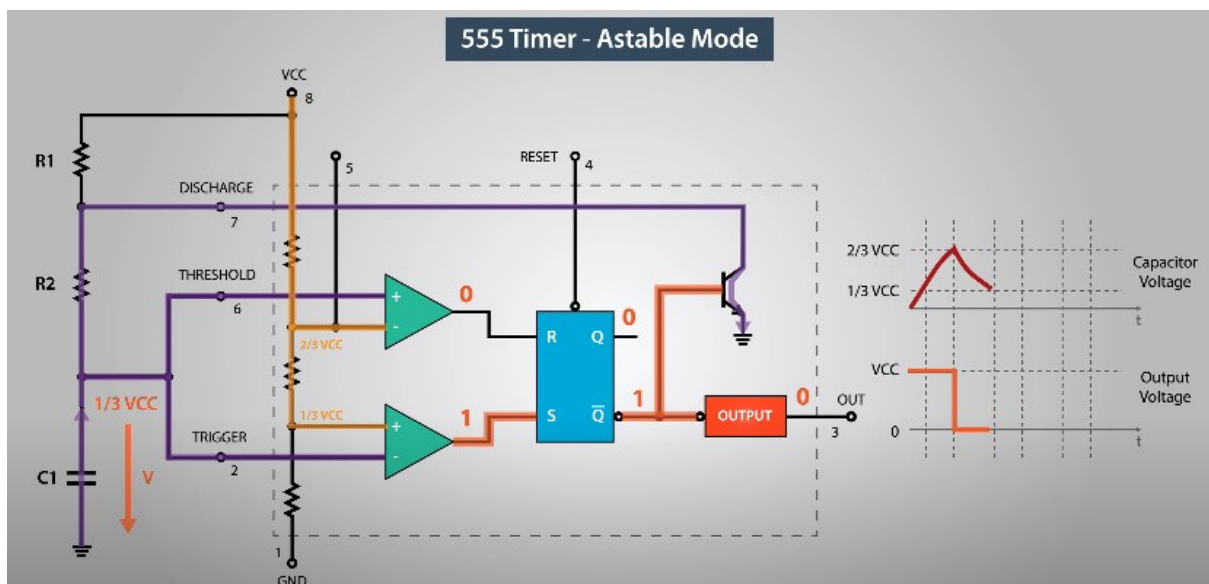 555 Timer - Astable Mode
VCC
8
R1
5
RESET
4
DISCHARGE
7
R2
THRESHOLD
6
+
-
0
2/3 VCC
R
Q
0
1/3 VCC
1/3 VCC
+
-
1
S
Q̅
1
OUTPUT
0
OUT
3
TRIGGER
2
C1
V
1
GND
2/3 VCC
1/3 VCC
Capacitor
Voltage
t
VCC
0
Output
Voltage
t